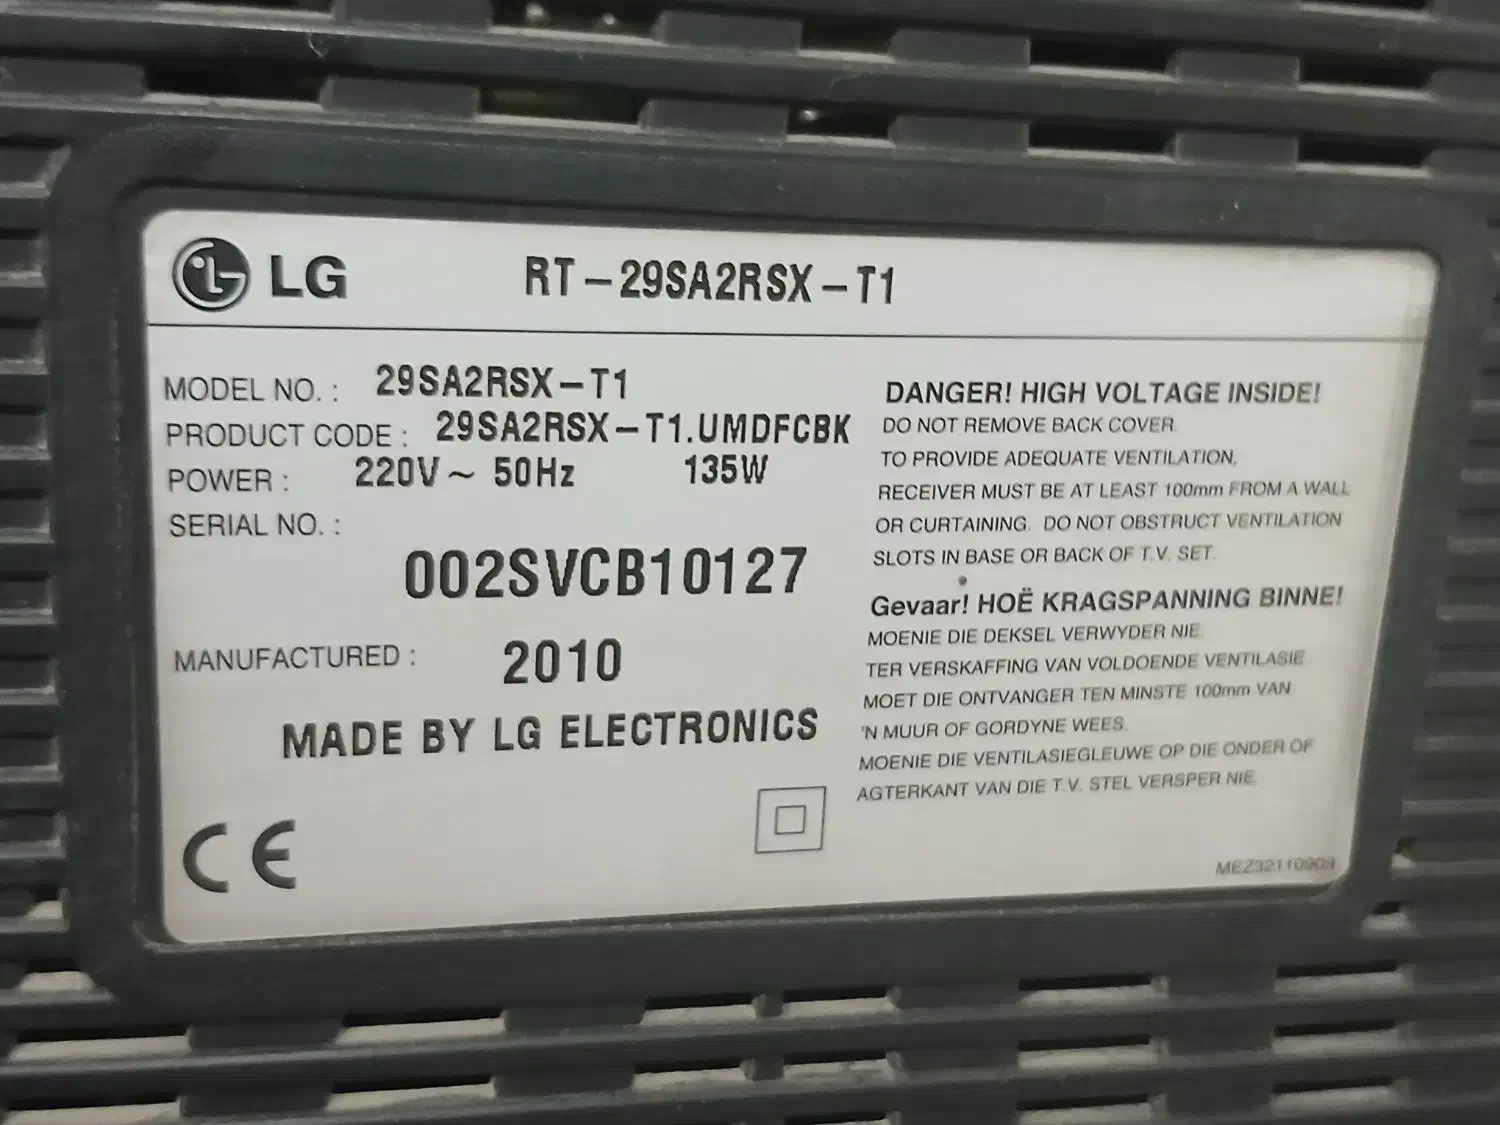 LG RT-29SA2RSX-T1
MODEL NO. : 29SA2RSX-T1
PRODUCT CODE : 29SA2RSX-T1.UMDFCBK
POWER : 220V ~ 50Hz 135W
SERIAL NO. :
002SVCB10127
MANUFACTURED : 2010
MADE BY LG ELECTRONICS
CE
DANGER! HIGH VOLTAGE INSIDE!
DO NOT REMOVE BACK COVER.
TO PROVIDE ADEQUATE VENTILATION,
RECEIVER MUST BE AT LEAST 100mm FROM A WALL
OR CURTAINING. DO NOT OBSTRUCT VENTILATION
SLOTS IN BASE OR BACK OF T.V. SET.
Gevaar! HOË KRAGSPANNING BINNE!
MOENIE DIE DEKSEL VERWYDER NIE.
TER VERSKAFFING VAN VOLDOENDE VENTILASIE
MOET DIE ONTVANGER TEN MINSTE 100mm VAN
'N MUUR OF GORDYNE WEES.
MOENIE DIE VENTILASIEGLEUWE OP DIE ONDER OF
AGTERKANT VAN DIE T.V. STEL VERSPER NIE.
MEZ32110903